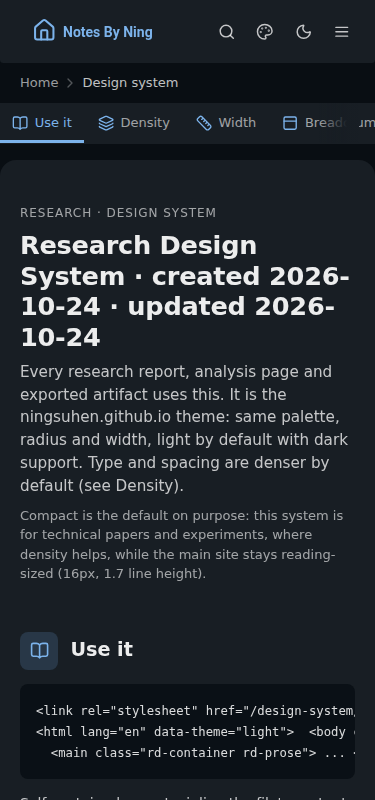 Notes By Ning
Home > Design system
Use it Density Width
RESEARCH · DESIGN SYSTEM
Research Design
System · created 2026-
10-24 · updated 2026-
10-24
Every research report, analysis page and
exported artifact uses this. It is the
ningsuhen.github.io theme: same palette,
radius and width, light by default with dark
support. Type and spacing are denser by
default (see Density).
Compact is the default on purpose: this system is
for technical papers and experiments, where
density helps, while the main site stays reading-
sized (16px, 1.7 line height).
Use it
<link rel="stylesheet" href="/design-system/
<html lang="en" data-theme="light"> <body
<main class="rd-container rd-prose"> ...